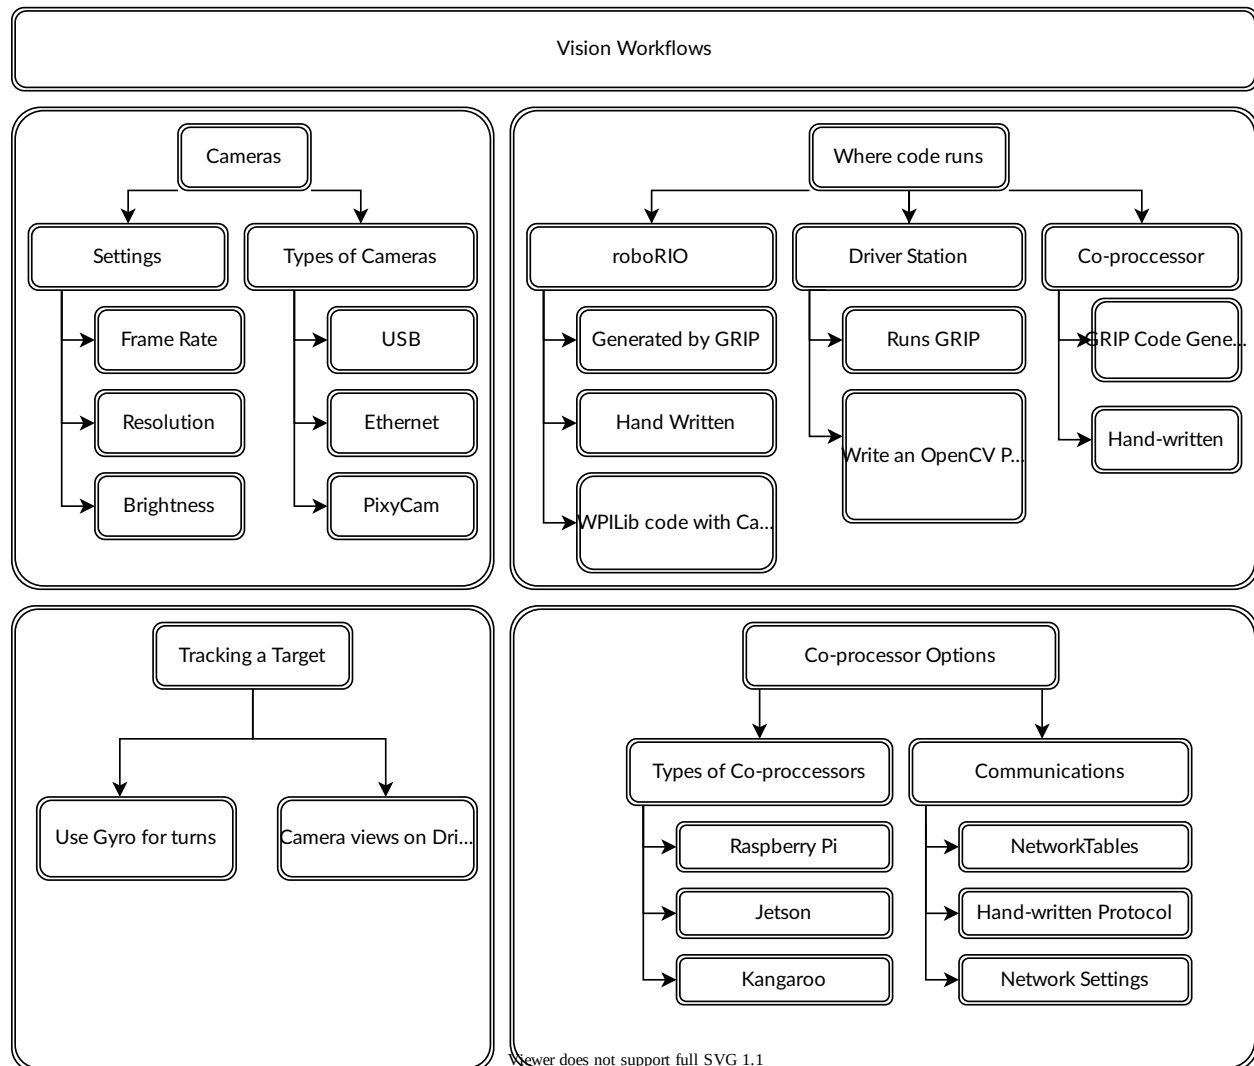 Vision Workflows
Cameras
Settings
Types of Cameras
Frame Rate
USB
Resolution
Ethernet
Brightness
PixyCam
Where code runs
roboRIO
Driver Station
Co-proccessor
Generated by GRIP
Runs GRIP
GRIP Code Gene...
Hand Written
Write an OpenCV P...
Hand-written
WPILib code with Ca...
Tracking a Target
Use Gyro for turns
Camera views on Dri...
Co-processor Options
Types of Co-proccessors
Communications
Raspberry Pi
NetworkTables
Jetson
Hand-written Protocol
Kangaroo
Network Settings
Viewer does not support full SVG 1.1